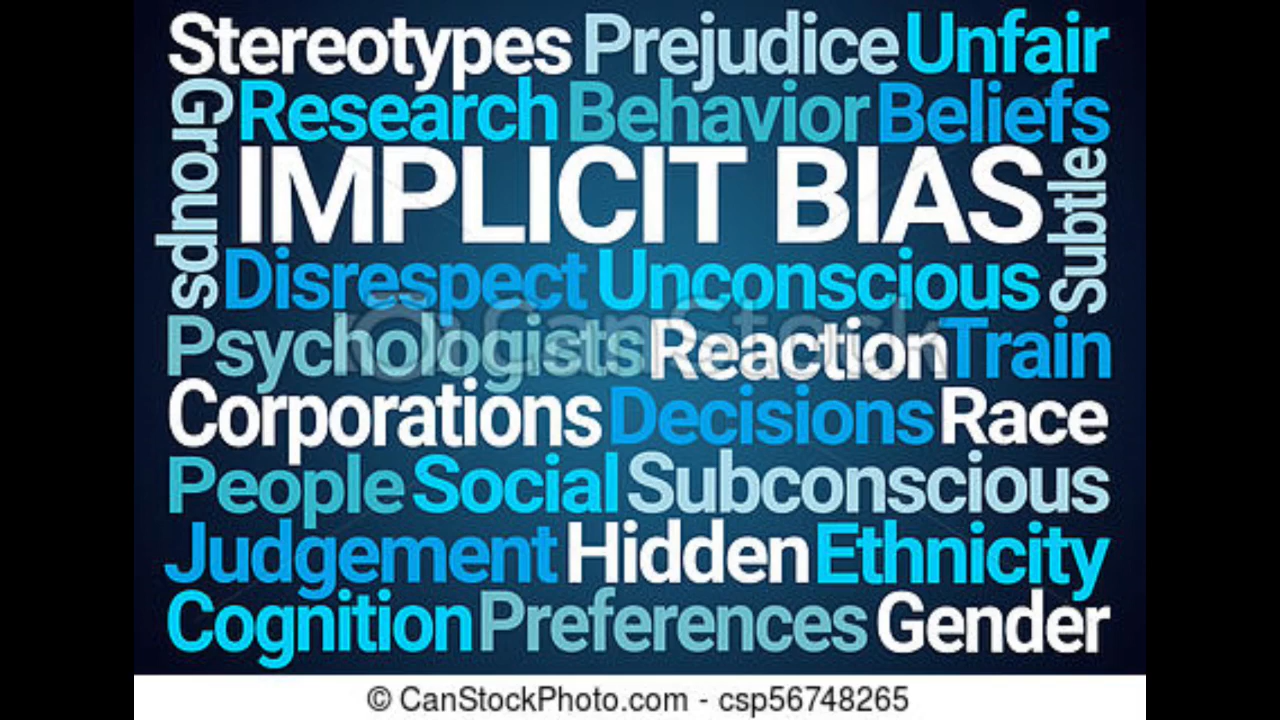 Stereotypes Prejudice Unfair
Groups
Research Behavior Beliefs
IMPLICIT BIAS
Subtle
Disrespect Unconscious
CanStock
Psychologists Reaction Train
Corporations Decisions Race
People Social Subconscious
Judgement Hidden Ethnicity
Cognition Preferences Gender
© CanStockPhoto.com - csp56748265